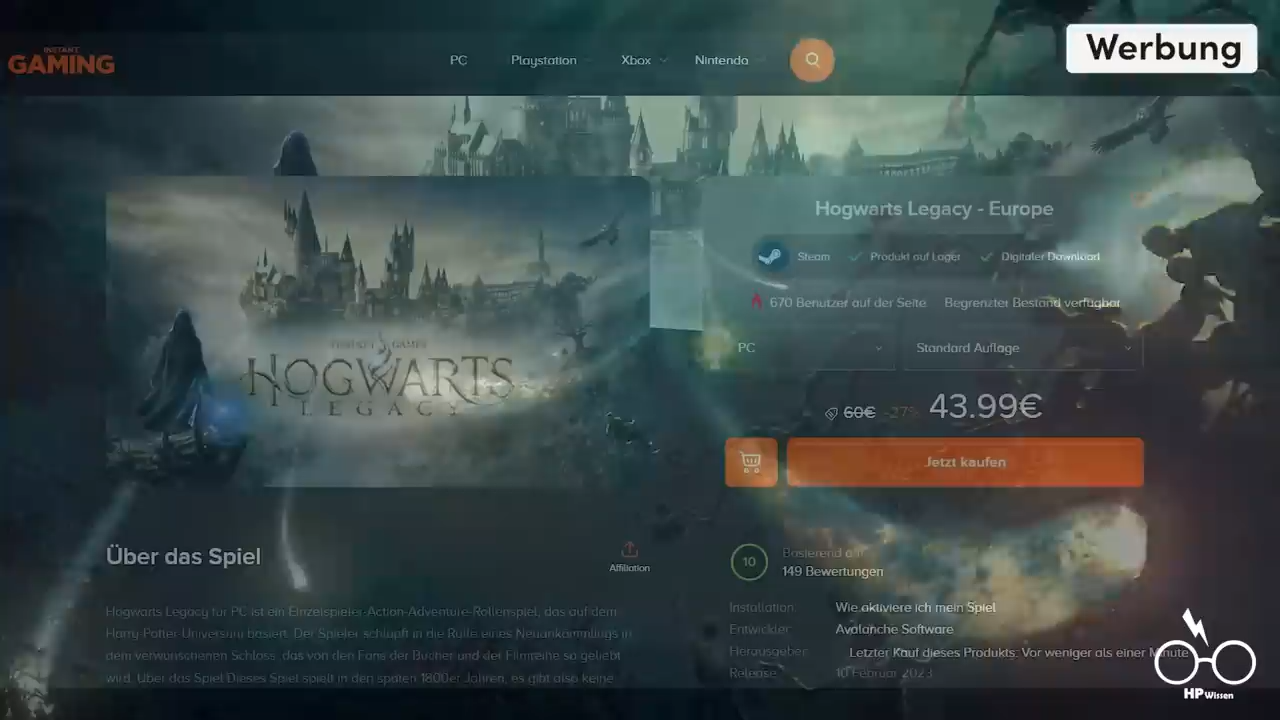 INSTANT
GAMING
PC
Playstation
Xbox
Nintendo
Werbung
Hogwarts Legacy - Europe
Steam
Produkt auf Lager
Digitaler Download
670 Benutzer auf der Seite
Begrenzter Bestand verfügbar
PC
Standard Auflage
HOGWARTS
LEGACY
60€ -27% 43.99€
Jetzt kaufen
Über das Spiel
Affiliation
10
Basierend auf
149 Bewertungen
Hogwarts Legacy für PC ist ein Einzelspieler-Action-Adventure-Rollenspiel, das auf dem
Harry Potter Universum basiert. Der Spieler schlüpft in die Rolle eines Neuankömmlings in
dem verwunschenen Schloss, das von den Fans der Bücher und der Filmreihe so geliebt
wird. Über das Spiel Dieses Spiel spielt in den späten 1800er Jahren, es gibt also keine
Installation: Wie aktiviere ich mein Spiel
Entwickler: Avalanche Software
Herausgeber:
Letzter Kauf dieses Produkts: Vor weniger als einer Minute
Release: 10 Februar 2023
HP Wissen